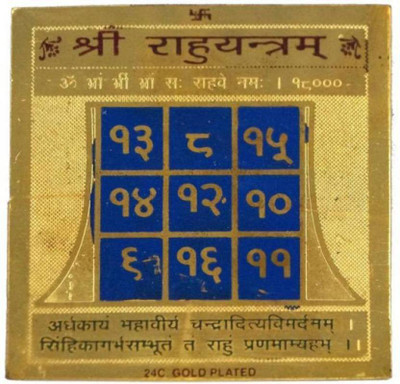 श्री राहुयन्त्रम्
ॐ भ्रां भ्रीं भ्रौं सः राहवे नमः । १८०००
१३ ८ १५
१४ १२ १०
९ १६ ११
अर्धकायं महावीर्यं चन्द्रादित्यविमर्दनम् ।
सिंहिकागर्भसम्भूतं तं राहुं प्रणमाम्यहम् ।।
24C GOLD PLATED